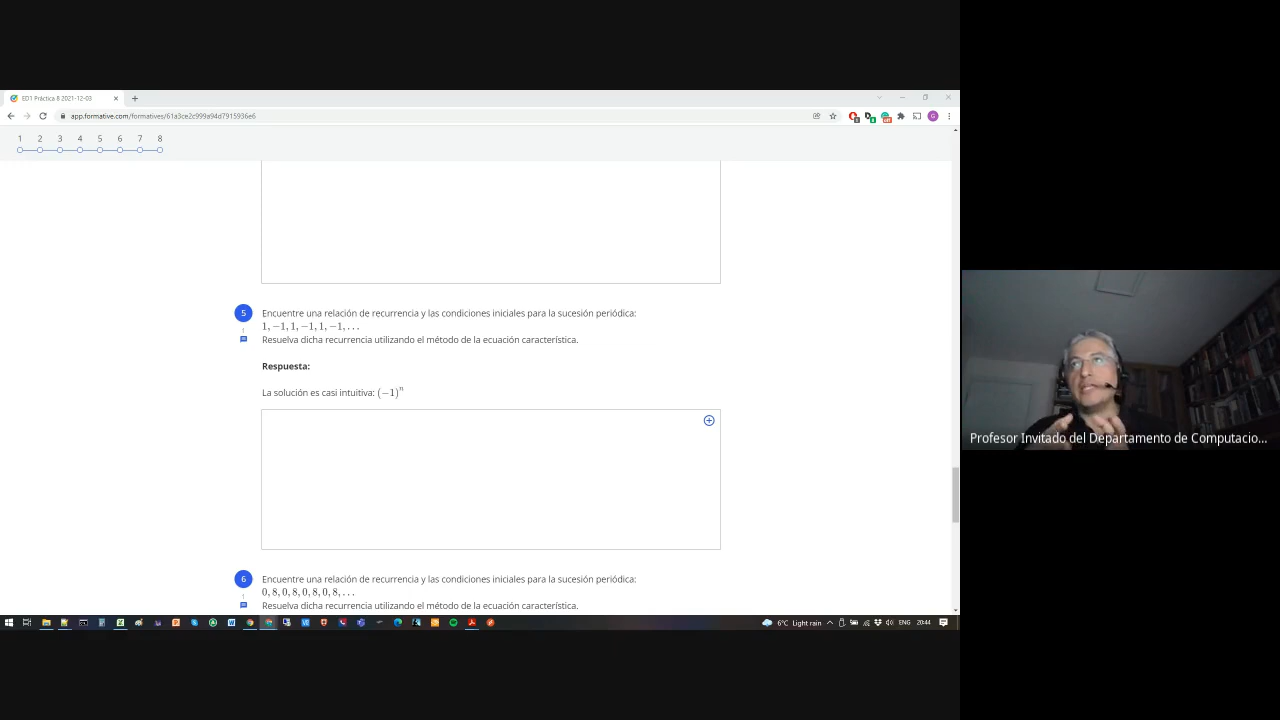 ED1 Práctica 8 2021-12-03
app.formative.com/formatives/61a3ce2c999a94d7915936e6
1 2 3 4 5 6 7 8
5
Encuentre una relación de recurrencia y las condiciones iniciales para la sucesión periódica:
1, −1, 1, −1, 1, −1, . . .
1
Resuelva dicha recurrencia utilizando el método de la ecuación característica.
Respuesta:
La solución es casi intuitiva: (−1)ⁿ
6
Encuentre una relación de recurrencia y las condiciones iniciales para la sucesión periódica:
0, 8, 0, 8, 0, 8, 0, 8, . . .
1
Resuelva dicha recurrencia utilizando el método de la ecuación característica.
6°C Light rain
ENG
20:44
Profesor Invitado del Departamento de Computacio...